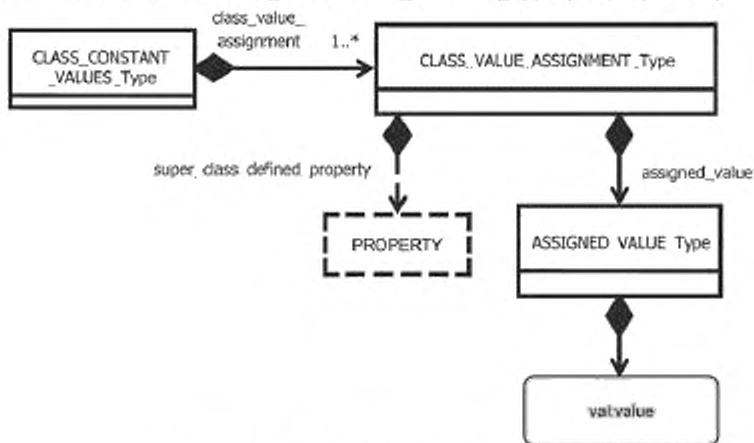 class_value_
assignment
1..*
CLASS_CONSTANT
_VALUES_Type
CLASS_VALUE_ASSIGNMENT_Type
super_class_defined_property
assigned_value
PROPERTY
ASSIGNED_VALUE_Type
val:value